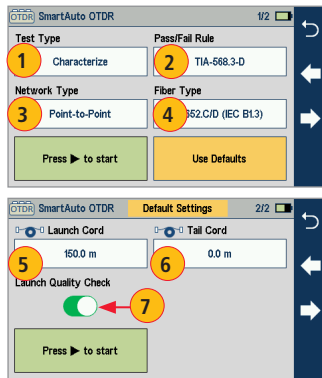 OTDR SmartAuto OTDR 1/2
Test Type Pass/Fail Rule
1 Characterize 2 TIA-568.3-D
Network Type Fiber Type
3 Point-to-Point 4 652.C/D (IEC B1.3)
Press ▶ to start Use Defaults
OTDR SmartAuto OTDR Default Settings 2/2
Launch Cord Tail Cord
150.0 m 0.0 m
5 6
Launch Quality Check
7
Press ▶ to start